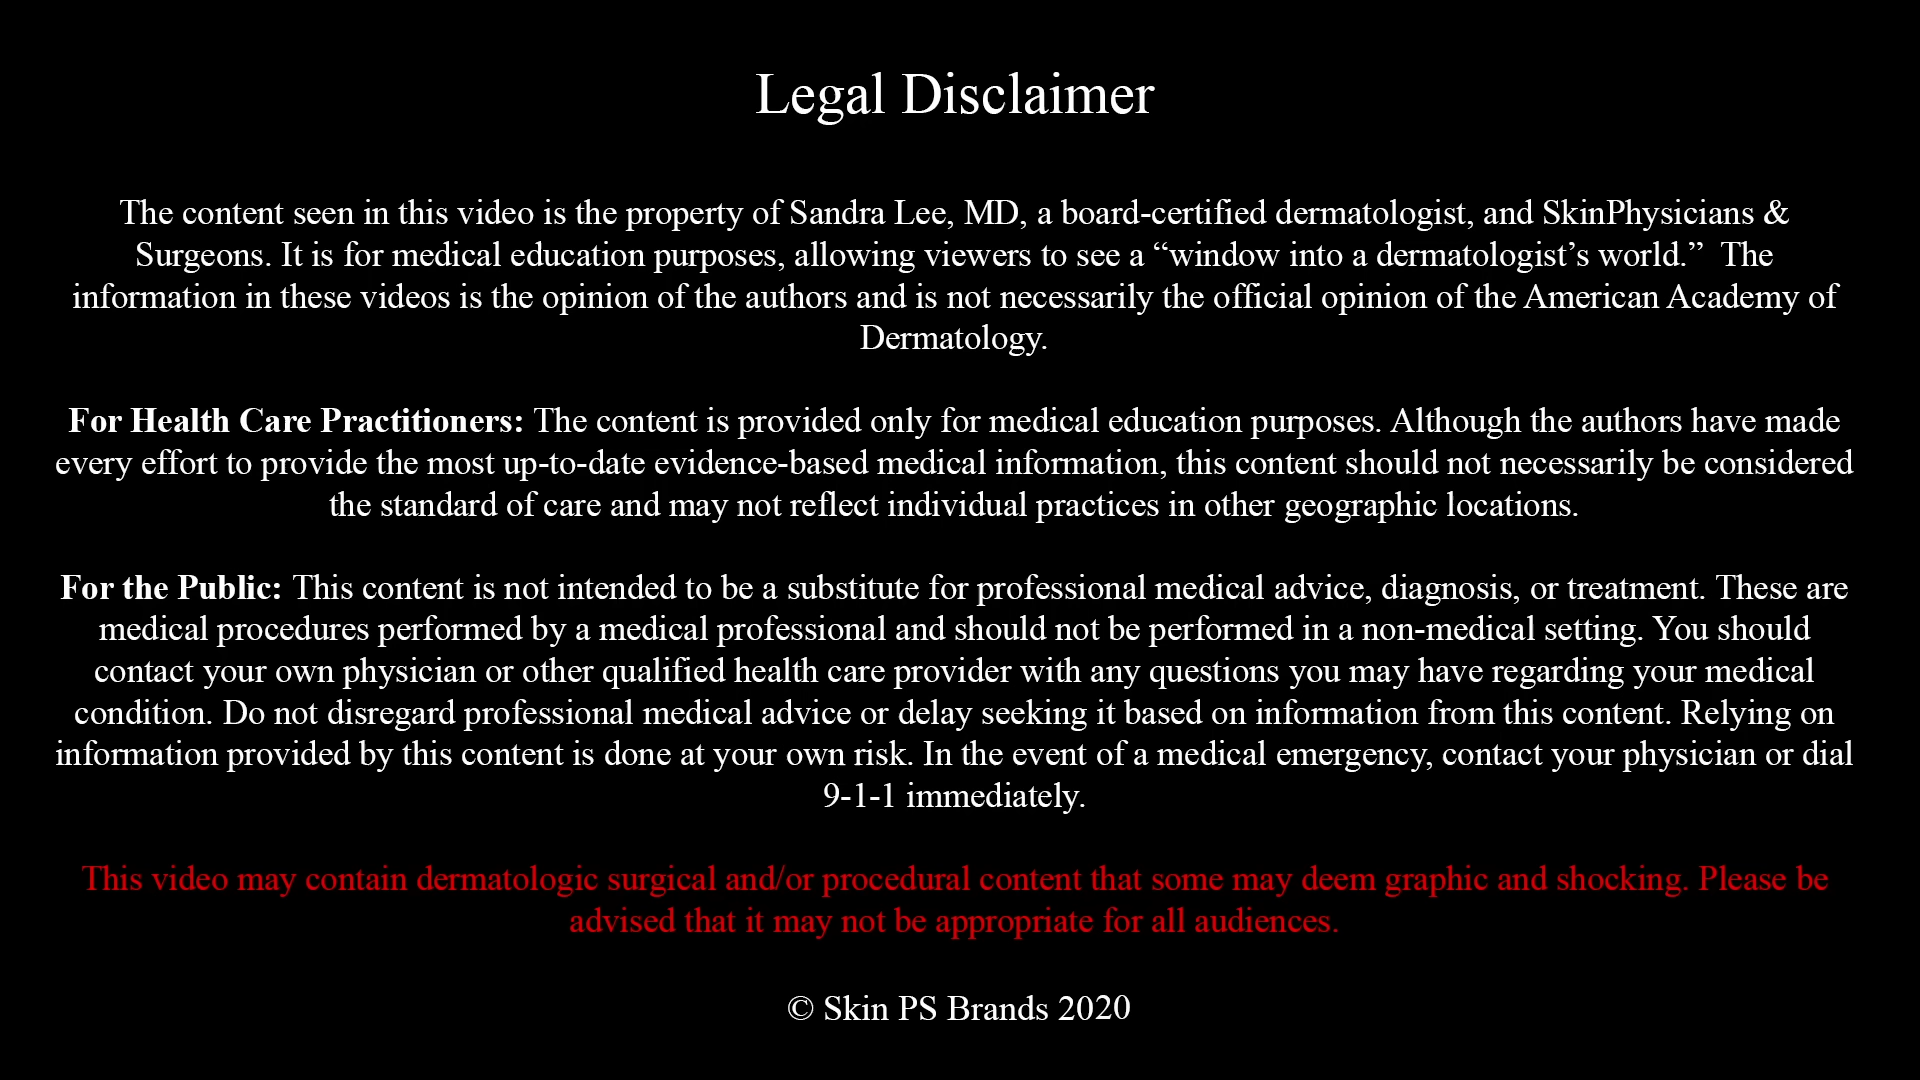 Legal Disclaimer
The content seen in this video is the property of Sandra Lee, MD, a board-certified dermatologist, and SkinPhysicians &
Surgeons. It is for medical education purposes, allowing viewers to see a “window into a dermatologist’s world.”  The
information in these videos is the opinion of the authors and is not necessarily the official opinion of the American Academy of
Dermatology.
For Health Care Practitioners: The content is provided only for medical education purposes. Although the authors have made
every effort to provide the most up-to-date evidence-based medical information, this content should not necessarily be considered
the standard of care and may not reflect individual practices in other geographic locations.
For the Public: This content is not intended to be a substitute for professional medical advice, diagnosis, or treatment. These are
medical procedures performed by a medical professional and should not be performed in a non-medical setting. You should
contact your own physician or other qualified health care provider with any questions you may have regarding your medical
condition. Do not disregard professional medical advice or delay seeking it based on information from this content. Relying on
information provided by this content is done at your own risk. In the event of a medical emergency, contact your physician or dial
9-1-1 immediately.
This video may contain dermatologic surgical and/or procedural content that some may deem graphic and shocking. Please be
advised that it may not be appropriate for all audiences.
© Skin PS Brands 2020